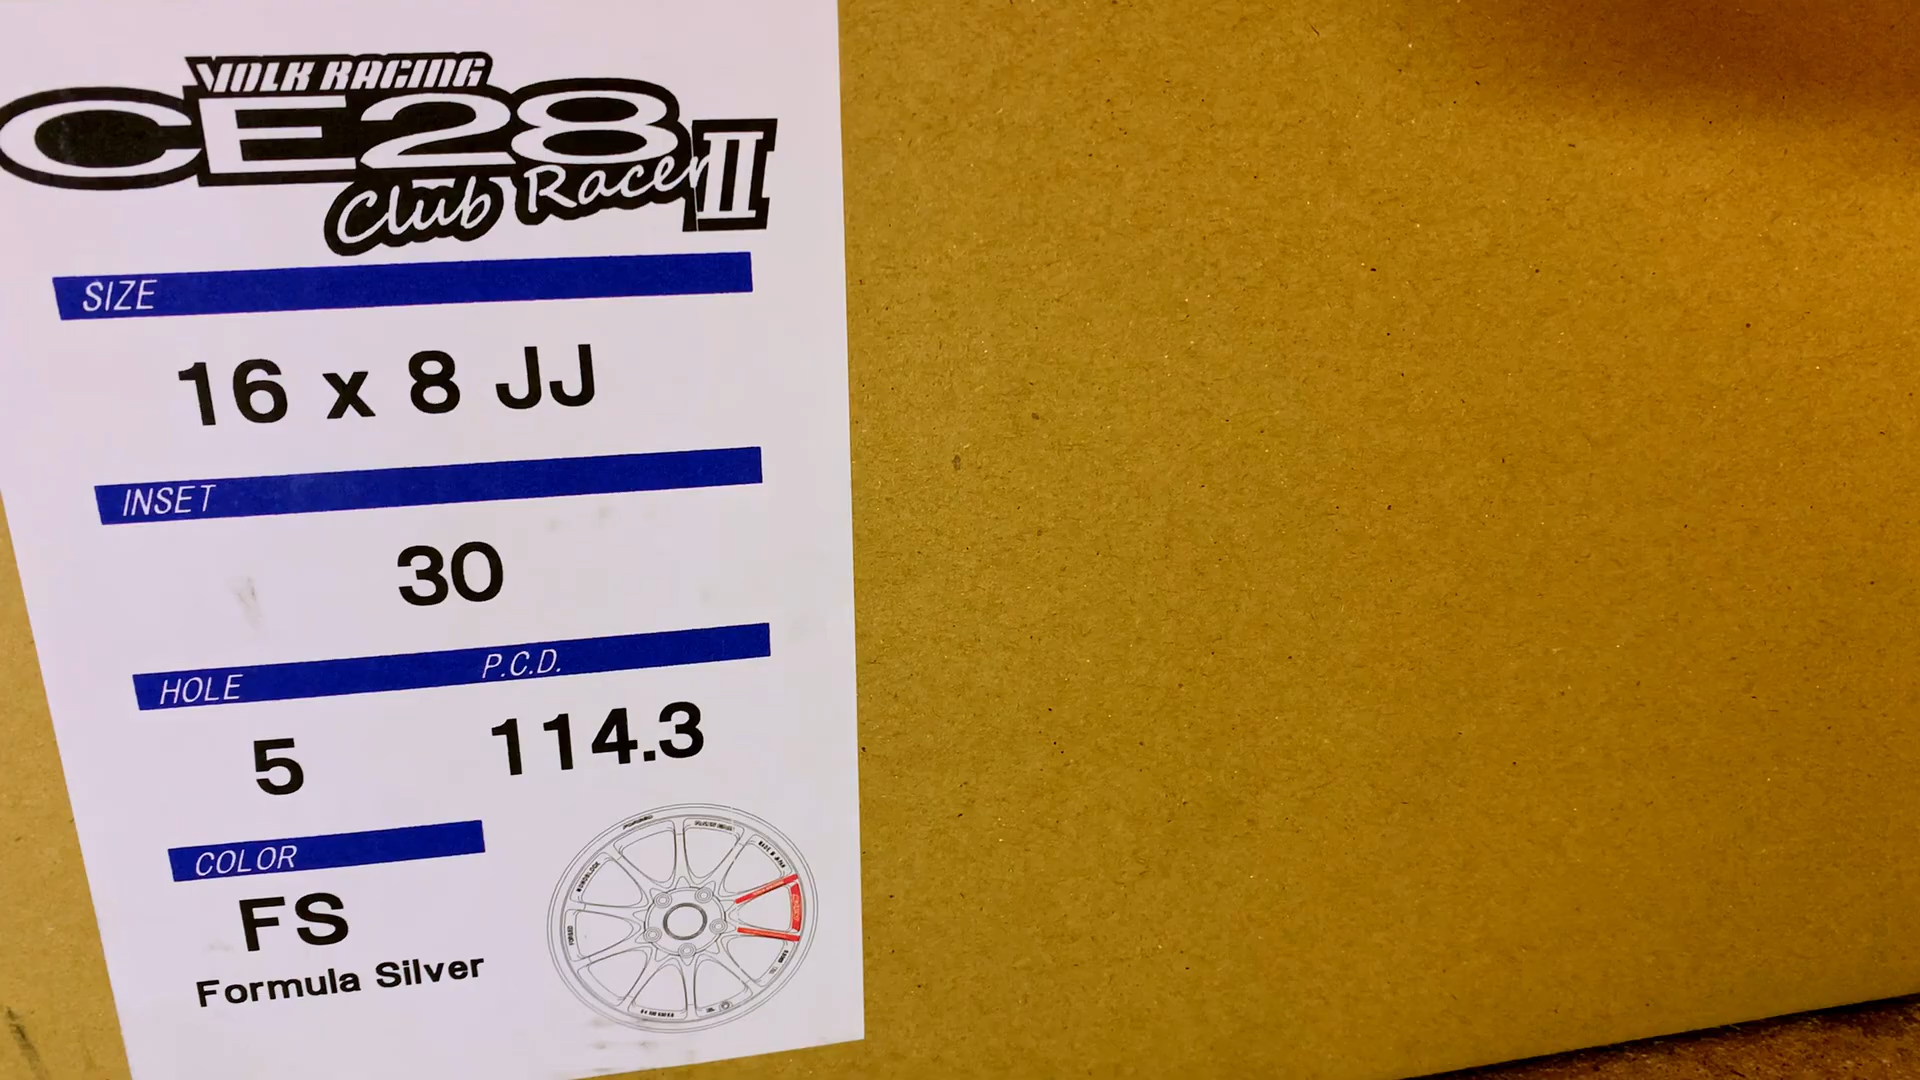 VOLK RACING
CE28
Club Racer II
SIZE
16 x 8 JJ
INSET
30
HOLE P.C.D.
5 114.3
COLOR
FS
Formula Silver